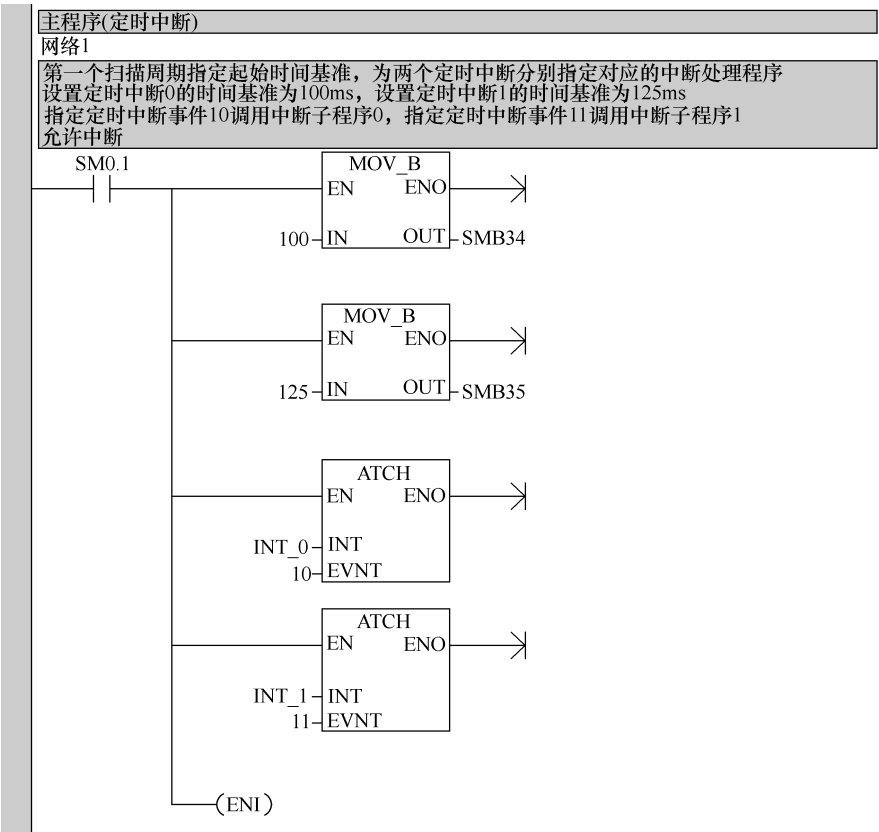 主程序(定时中断)
网络1
第一个扫描周期指定起始时间基准，为两个定时中断分别指定对应的中断处理程序
设置定时中断0的时间基准为100ms，设置定时中断1的时间基准为125ms
指定定时中断事件10调用中断子程序0，指定定时中断事件11调用中断子程序1
允许中断
SM0.1
MOV_B
EN ENO
100 IN OUT SMB34
MOV_B
EN ENO
125 IN OUT SMB35
ATCH
EN ENO
INT_0 INT
10 EVNT
ATCH
EN ENO
INT_1 INT
11 EVNT
(ENI)